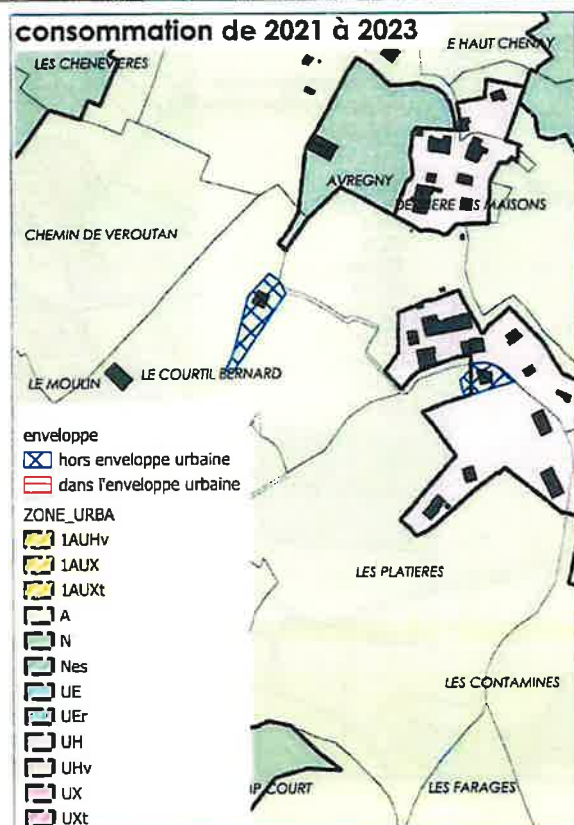 consommation de 2021 à 2023
E HAUT CHENAY
LES CHENEVIERES
AVREGNY
DERRIERE LES MAISONS
CHEMIN DE VEROUTAN
LE MOULIN
LE COURTIL BERNARD
enveloppe
hors enveloppe urbaine
dans l'enveloppe urbaine
ZONE_URBA
1AUHv
1AUX
1AUXt
A
N
Nes
UE
UEr
UH
UHv
UX
UXt
LES PLATIERES
LES CONTAMINES
COURT
LES FARAGES